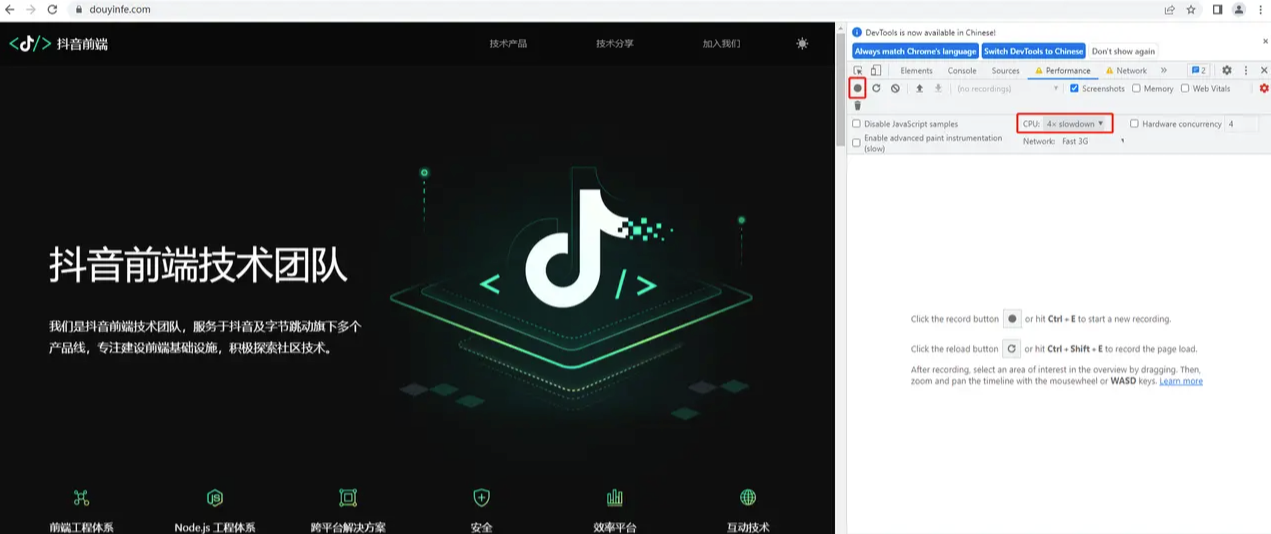 douyinfe.com
</> 抖音前端
技术产品 技术分享 加入我们
抖音前端技术团队
我们是抖音前端技术团队，服务于抖音及字节跳动旗下多个
产品线，专注建设前端基础设施，积极探索社区技术。
< />
JS
前端工程体系 Node.js 工程体系 跨平台解决方案 安全 效率平台 互动技术
DevTools is now available in Chinese!
Always match Chrome's language Switch DevTools to Chinese Don't show again
Elements Console Sources Performance Network » 2
(no recordings) Screenshots Memory Web Vitals
Disable JavaScript samples CPU: 4× slowdown Hardware concurrency 4
Enable advanced paint instrumentation
(slow)
Network: Fast 3G
Click the record button or hit Ctrl + E to start a new recording.
Click the reload button or hit Ctrl + Shift + E to record the page load.
After recording, select an area of interest in the overview by dragging. Then,
zoom and pan the timeline with the mousewheel or WASD keys. Learn more